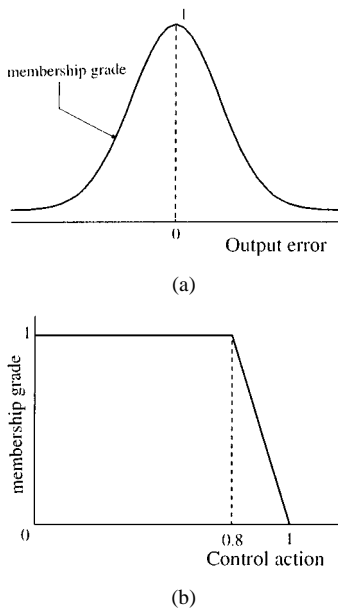 1
membership grade
0
Output error
(a)
1
membership grade
0
0.8
1
Control action
(b)